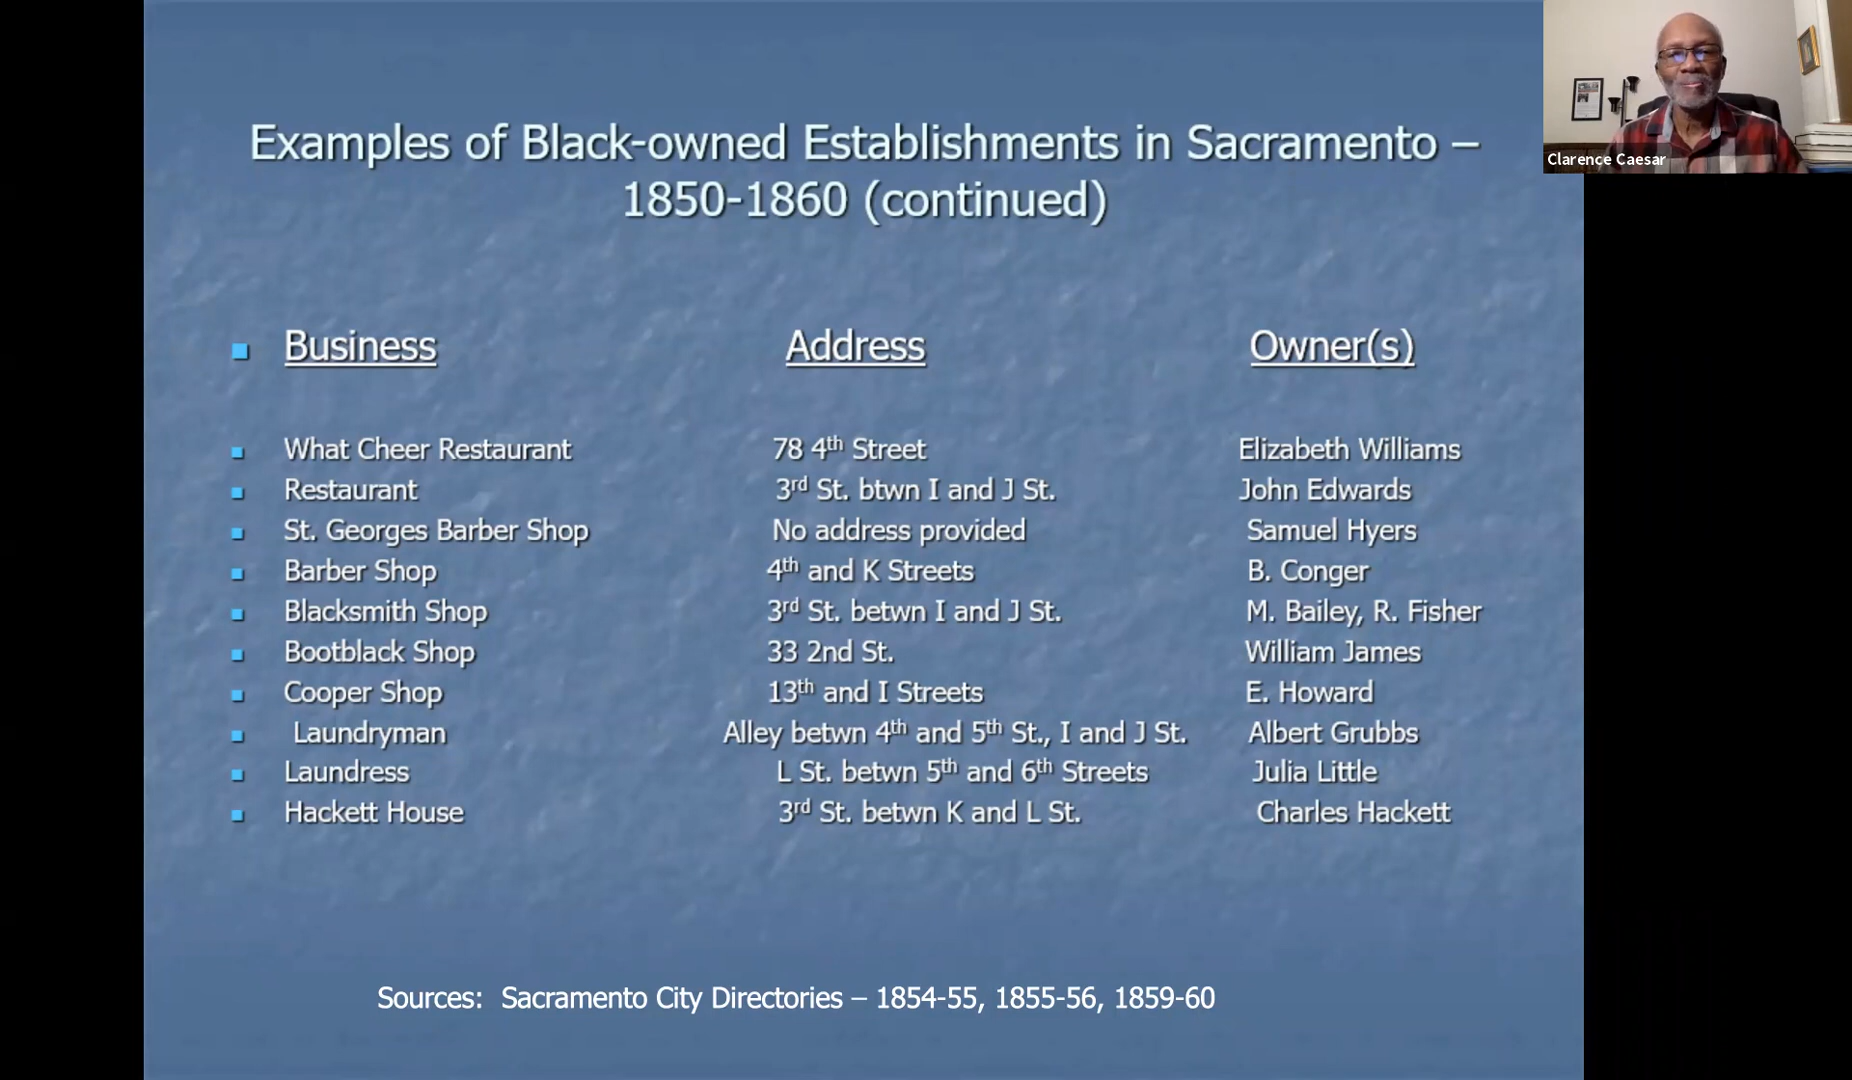 Examples of Black-owned Establishments in Sacramento –
1850-1860 (continued)
Clarence Caesar
Business Address Owner(s)
What Cheer Restaurant 78 4th Street Elizabeth Williams
Restaurant 3rd St. btwn I and J St. John Edwards
St. Georges Barber Shop No address provided Samuel Hyers
Barber Shop 4th and K Streets B. Conger
Blacksmith Shop 3rd St. betwn I and J St. M. Bailey, R. Fisher
Bootblack Shop 33 2nd St. William James
Cooper Shop 13th and I Streets E. Howard
Laundryman Alley betwn 4th and 5th St., I and J St. Albert Grubbs
Laundress L St. betwn 5th and 6th Streets Julia Little
Hackett House 3rd St. betwn K and L St. Charles Hackett
Sources: Sacramento City Directories – 1854-55, 1855-56, 1859-60